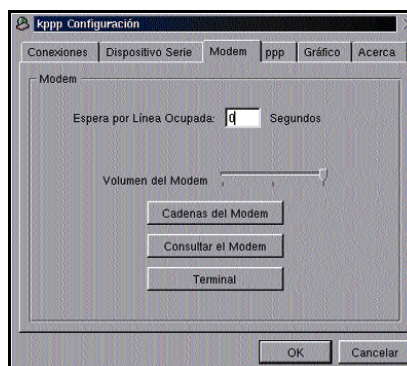 kppp Configuración
Conexiones Dispositivo Serie Modem ppp Gráfico Acerca
Modem
Espera por Línea Ocupada: 0 Segundos
Volumen del Modem
Cadenas del Modem
Consultar el Modem
Terminal
OK Cancelar